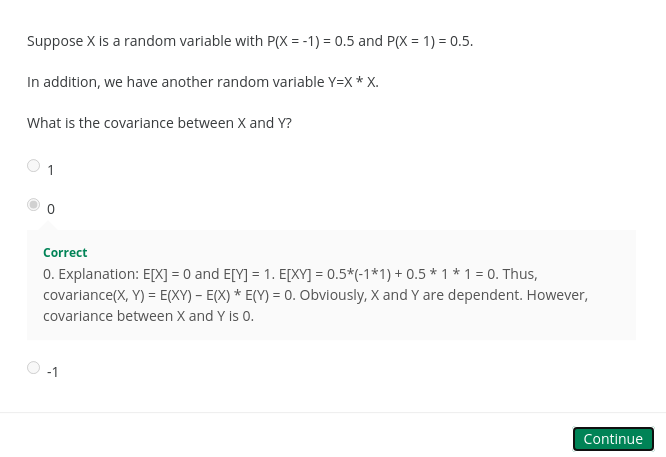 Suppose X is a random variable with P(X = -1) = 0.5 and P(X = 1) = 0.5.
In addition, we have another random variable Y=X * X.
What is the covariance between X and Y?
1
0
Correct
0. Explanation: E[X] = 0 and E[Y] = 1. E[XY] = 0.5*(-1*1) + 0.5 * 1 * 1 = 0. Thus,
covariance(X, Y) = E(XY) – E(X) * E(Y) = 0. Obviously, X and Y are dependent. However,
covariance between X and Y is 0.
-1
Continue